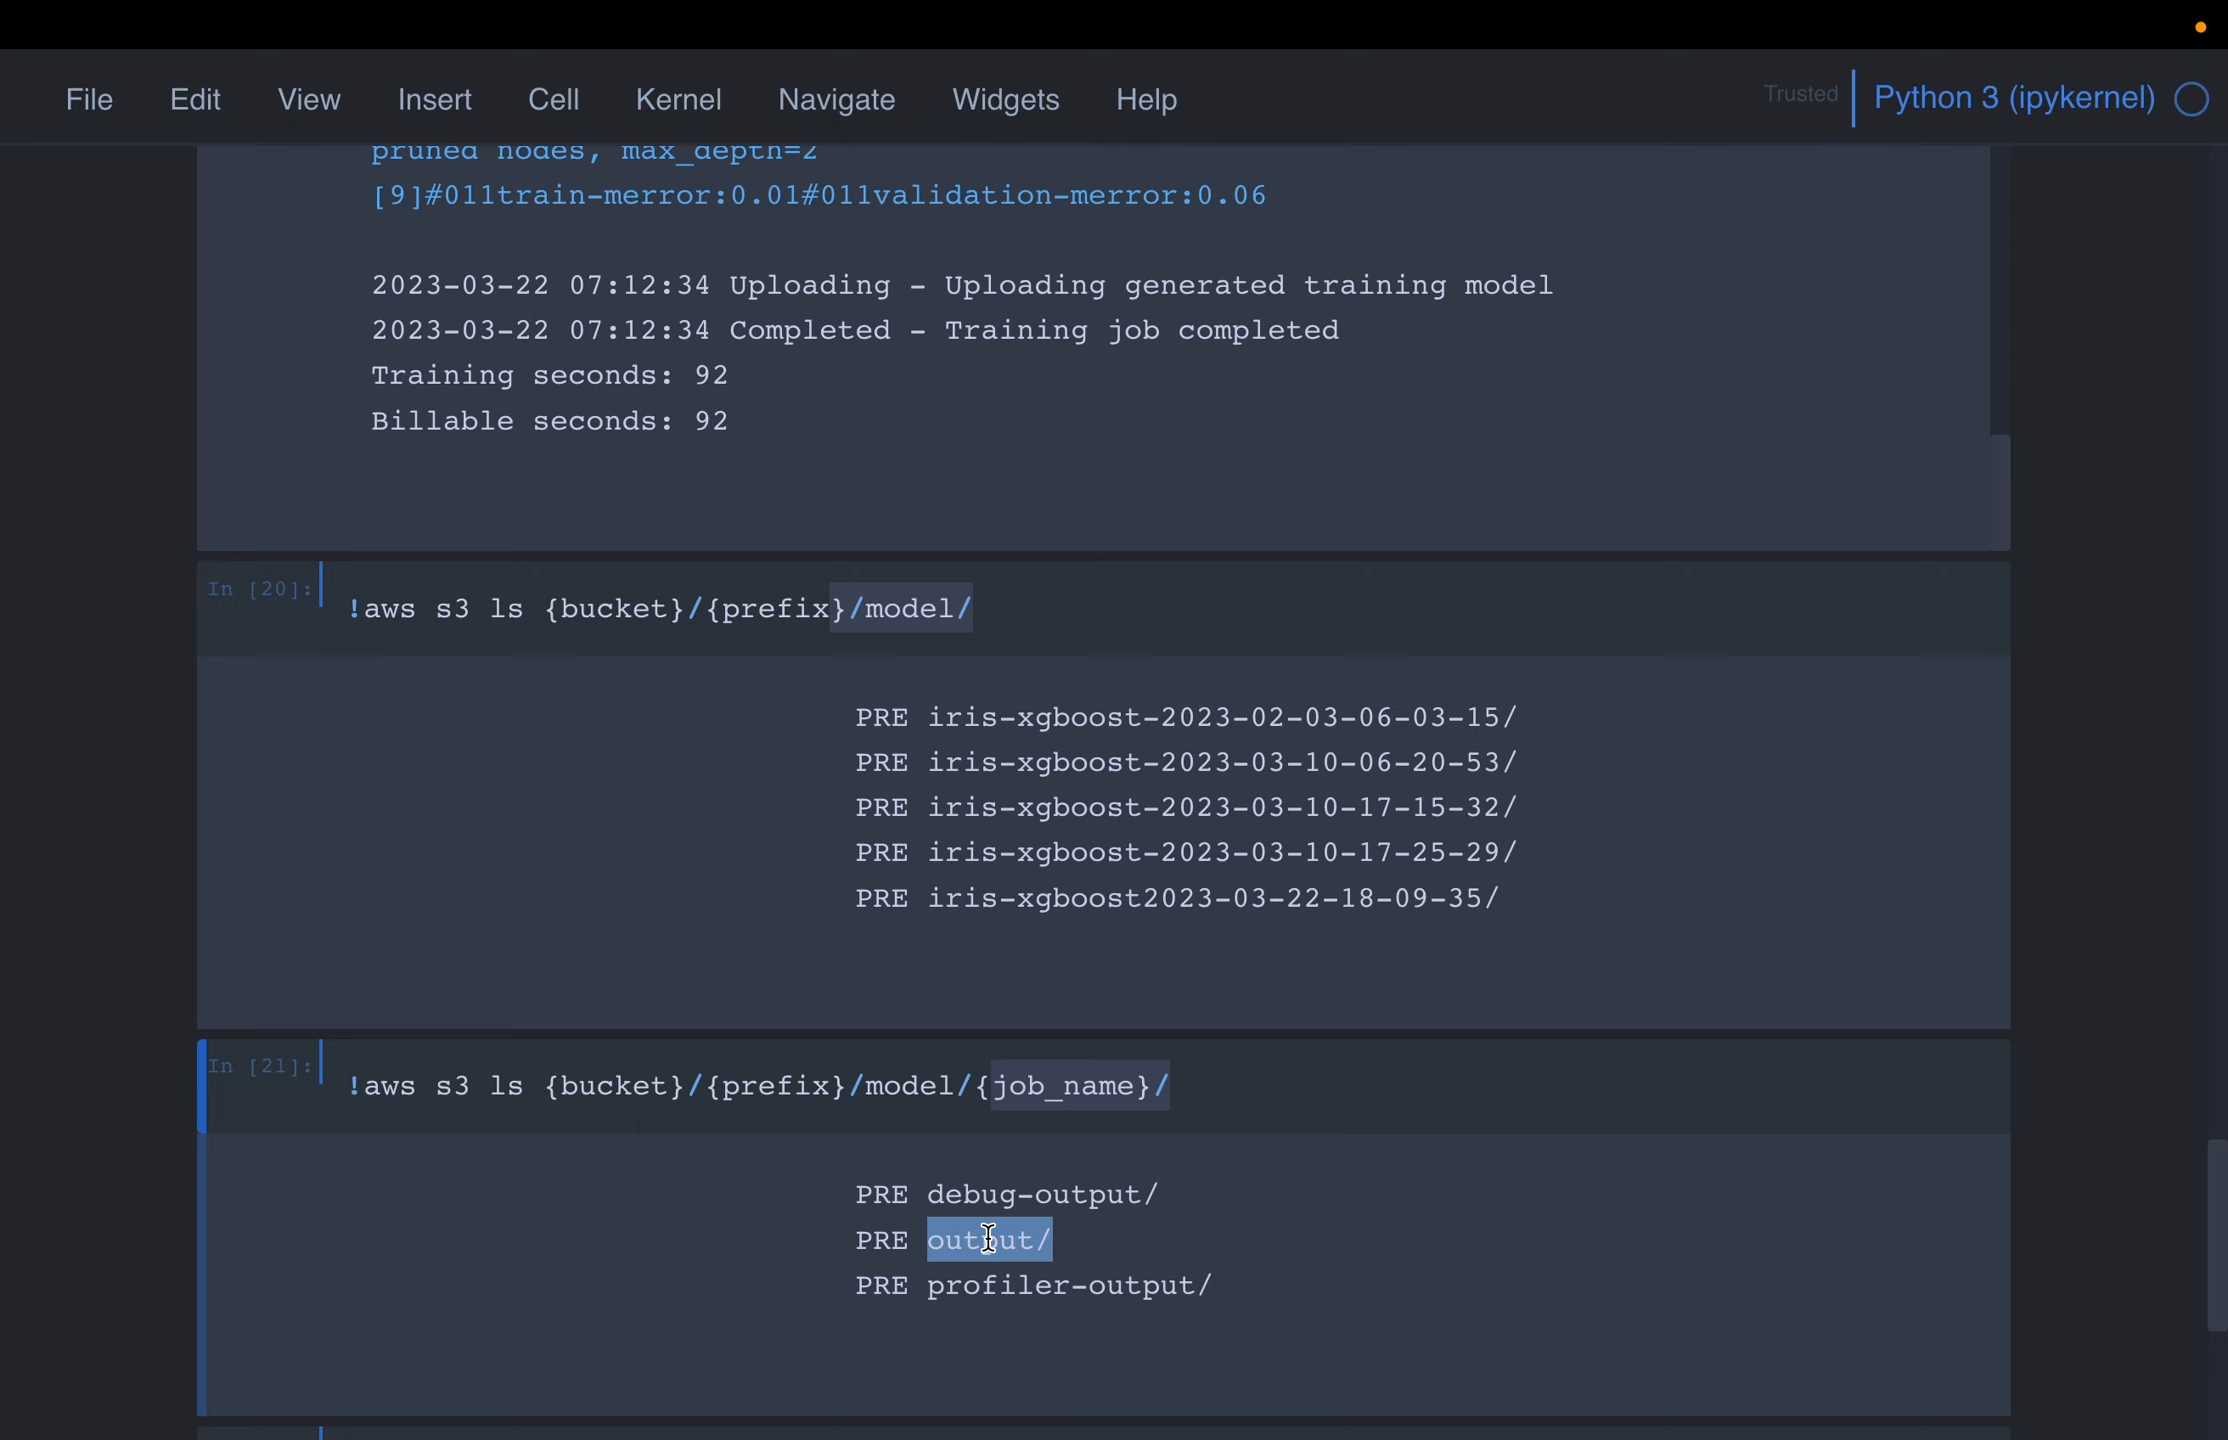 File Edit View Insert Cell Kernel Navigate Widgets Help Trusted Python 3 (ipykernel)
pruned nodes, max_depth=2
[9]#011train-merror:0.01#011validation-merror:0.06
2023-03-22 07:12:34 Uploading - Uploading generated training model
2023-03-22 07:12:34 Completed - Training job completed
Training seconds: 92
Billable seconds: 92
In [20]: !aws s3 ls {bucket}/{prefix}/model/
PRE iris-xgboost-2023-02-03-06-03-15/
PRE iris-xgboost-2023-03-10-06-20-53/
PRE iris-xgboost-2023-03-10-17-15-32/
PRE iris-xgboost-2023-03-10-17-25-29/
PRE iris-xgboost2023-03-22-18-09-35/
In [21]: !aws s3 ls {bucket}/{prefix}/model/{job_name}/
PRE debug-output/
PRE output/
PRE profiler-output/